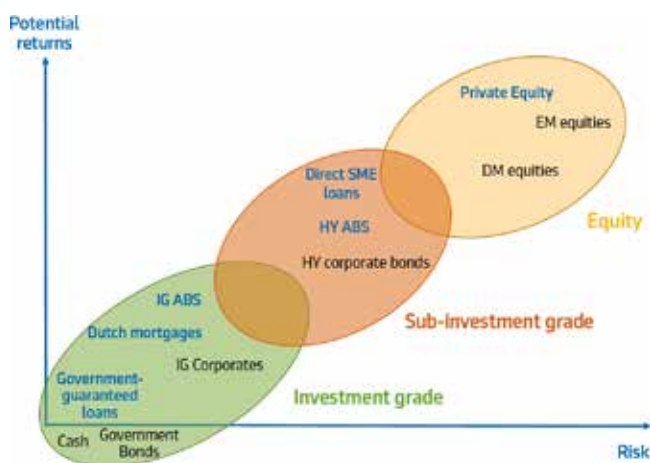 Potential
returns
Private Equity
EM equities
DM equities
Equity
Direct SME
loans
HY ABS
HY corporate bonds
Sub-investment grade
IG ABS
Dutch mortgages
IG Corporates
Government-
guaranteed
loans
Investment grade
Cash
Government
Bonds
Risk